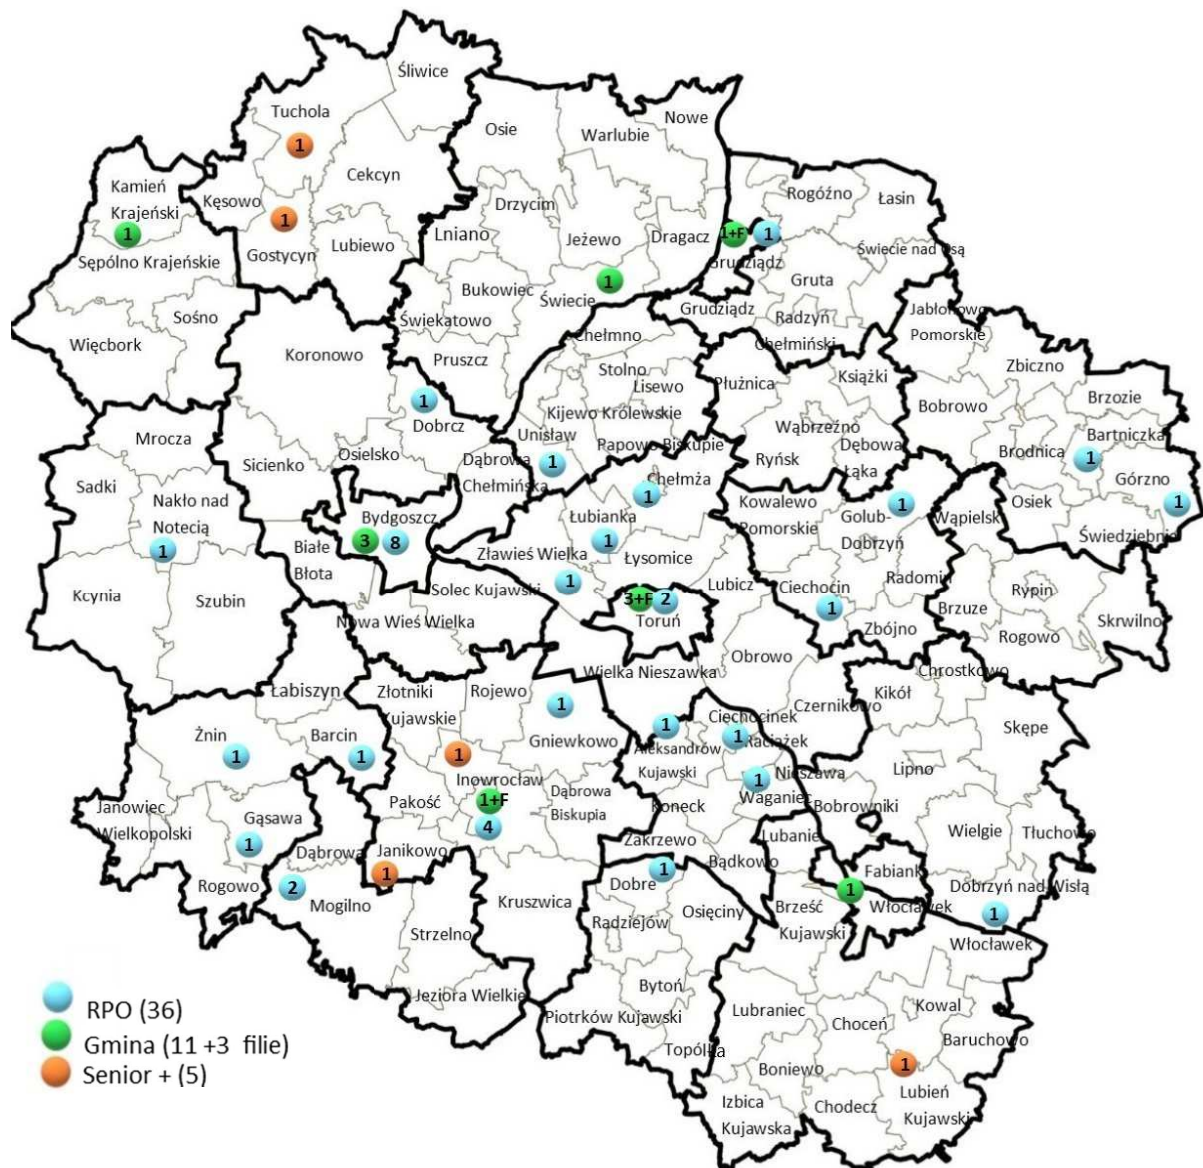 Śliwice
Tuchola
1
Nowe
Osie
Warlubie
Cekcyn
Kamień
Krajeński
1
Kęsowo
1
Gostycyn
Lubiewo
Sępólno Krajeńskie
Drzycim
Lniano
Jeżewo
Dragacz
1
Świecie
Bukowiec
Świekatowo
Pruszcz
Rogóźno
Łasin
1+F
1
Grudziądz
Świecie nad Osą
Gruta
Grudziądz
Radzyń
Chełmiński
Sośno
Więcbork
Koronowo
1
Dobrcz
Osielsko
Sicienko
Dąbrowa
Chełmińska
Chełmno
Stolno
Lisewo
Kijewo Królewskie
Unisław
Papowo Biskupie
1
Płużnica
Książki
Wąbrzeźno
Dębowa
Łąka
Ryńsk
Jabłonowo
Pomorskie
Zbiczno
Brzozie
Bobrowo
Bartniczka
Brodnica
1
Górzno
1
Osiek
Świedziebnia
Mrocza
Sadki
Nakło nad
Notecią
1
Kcynia
Szubin
Bydgoszcz
3
8
Białe
Błota
Solec Kujawski
Nowa Wieś Wielka
Chełmża
1
Łubianka
1
Łysomice
Zławieś Wielka
1
Lubicz
3+F
2
Toruń
Wielka Nieszawka
Obrowo
Czernikowo
Kowalewo
Pomorskie
1
Golub-
Dobrzyń
Ciechocin
1
Radomin
Zbójno
Wąpielsk
Rypin
Brzuze
Rogowo
Skrwilno
Chrostkowo
Kikół
Skępe
Lipno
Bobrowniki
Wielgie
Tłuchowo
Fabianki
Dobrzyń nad Wisłą
1
Łabiszyn
Żnin
1
Barcin
1
Janowiec
Wielkopolski
Gąsawa
1
Rogowo
Złotniki
Kujawskie
Rojewo
1
Gniewkowo
1
Inowrocław
1+F
4
Dąbrowa
Biskupia
Pakość
Janikowo
1
Kruszwica
Dąbrowa
2
Mogilno
Strzelno
Jeziora Wielkie
1
Aleksandrów
Kujawski
Ciechocinek
1
Raciążek
Nieszawa
1
Waganiec
Koneck
Zakrzewo
Bądkowo
1
Dobre
Radziejów
Osięciny
Bytoń
Piotrków Kujawski
Topólka
Lubanie
1
Włocławek
Brześć
Kujawski
Włocławek
Kowal
Lubraniec
Choceń
Baruchowo
Boniewo
1
Lubień
Kujawski
Izbica
Kujawska
Chodecz
RPO (36)
Gmina (11 +3 filie)
Senior + (5)